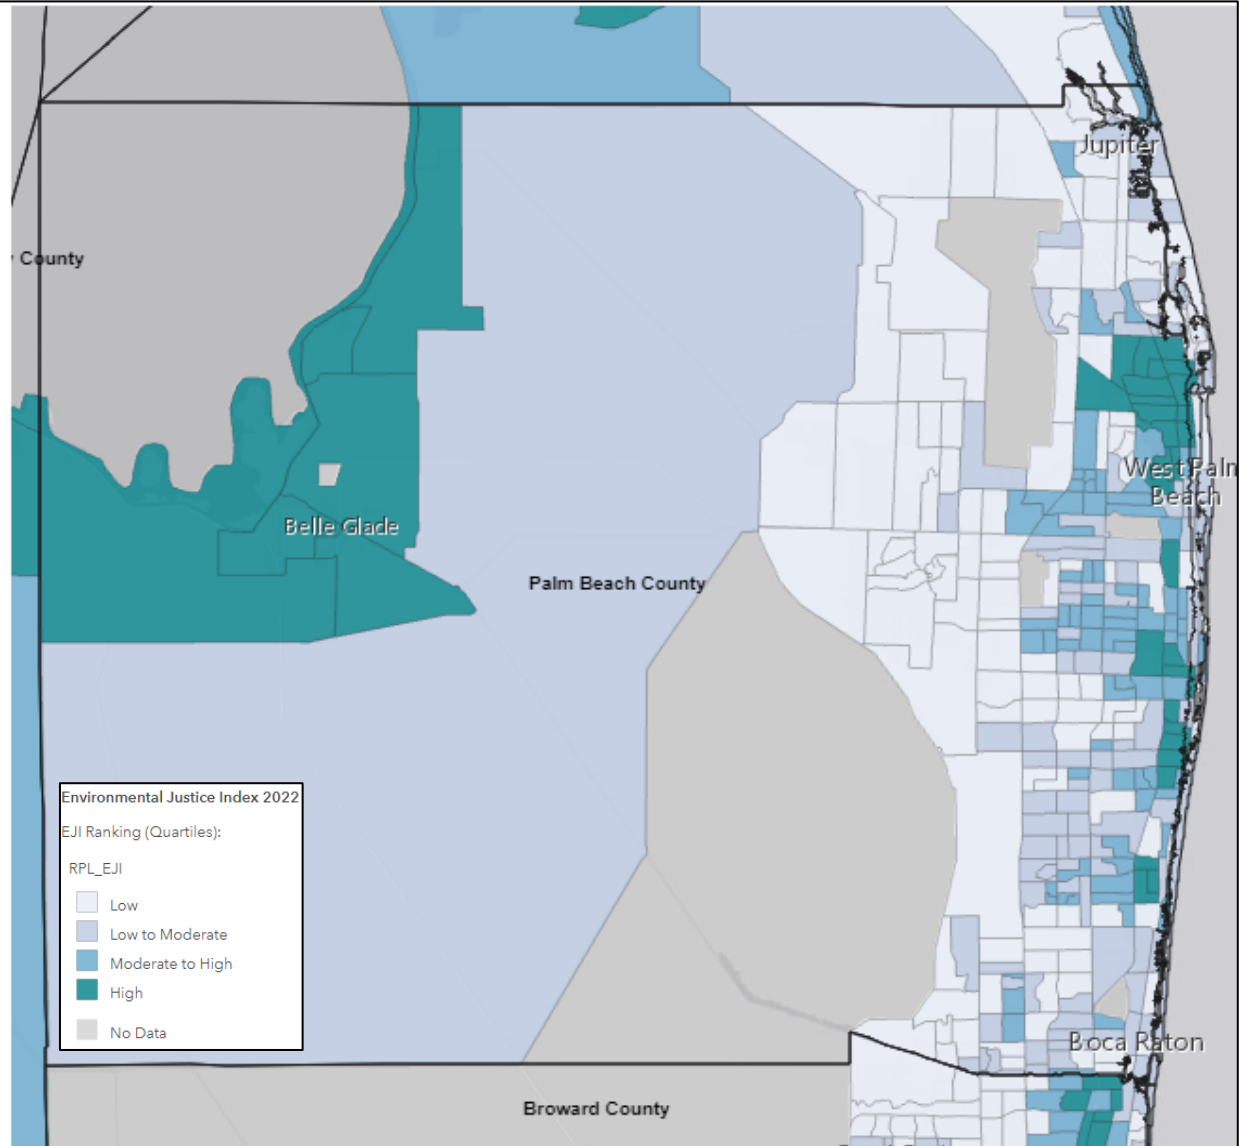 Jupiter
County
West Palm
Beach
Belle Glade
Palm Beach County
Environmental Justice Index 2022
EJI Ranking (Quartiles):
RPL_EJI
Low
Low to Moderate
Moderate to High
High
No Data
Boca Raton
Broward County